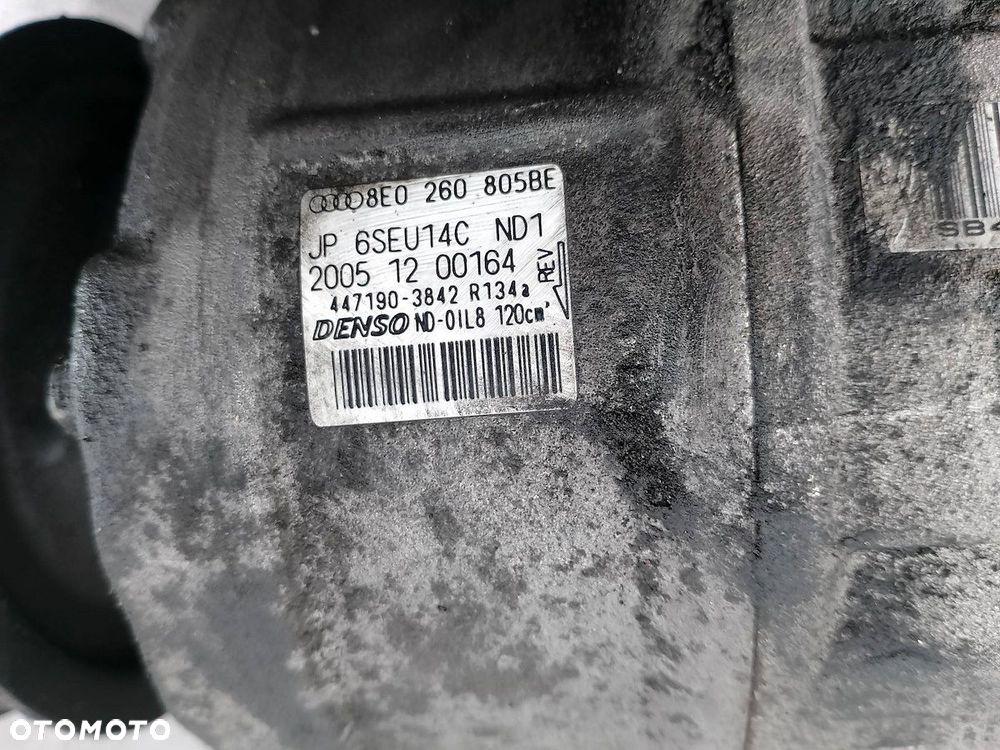 8E0 260 805BE
JP 6SEU14C ND1
2005 12 00164
REV
447190-3842 R134a
DENSO ND-OIL8 120cm³
SB4
OTOMOTO